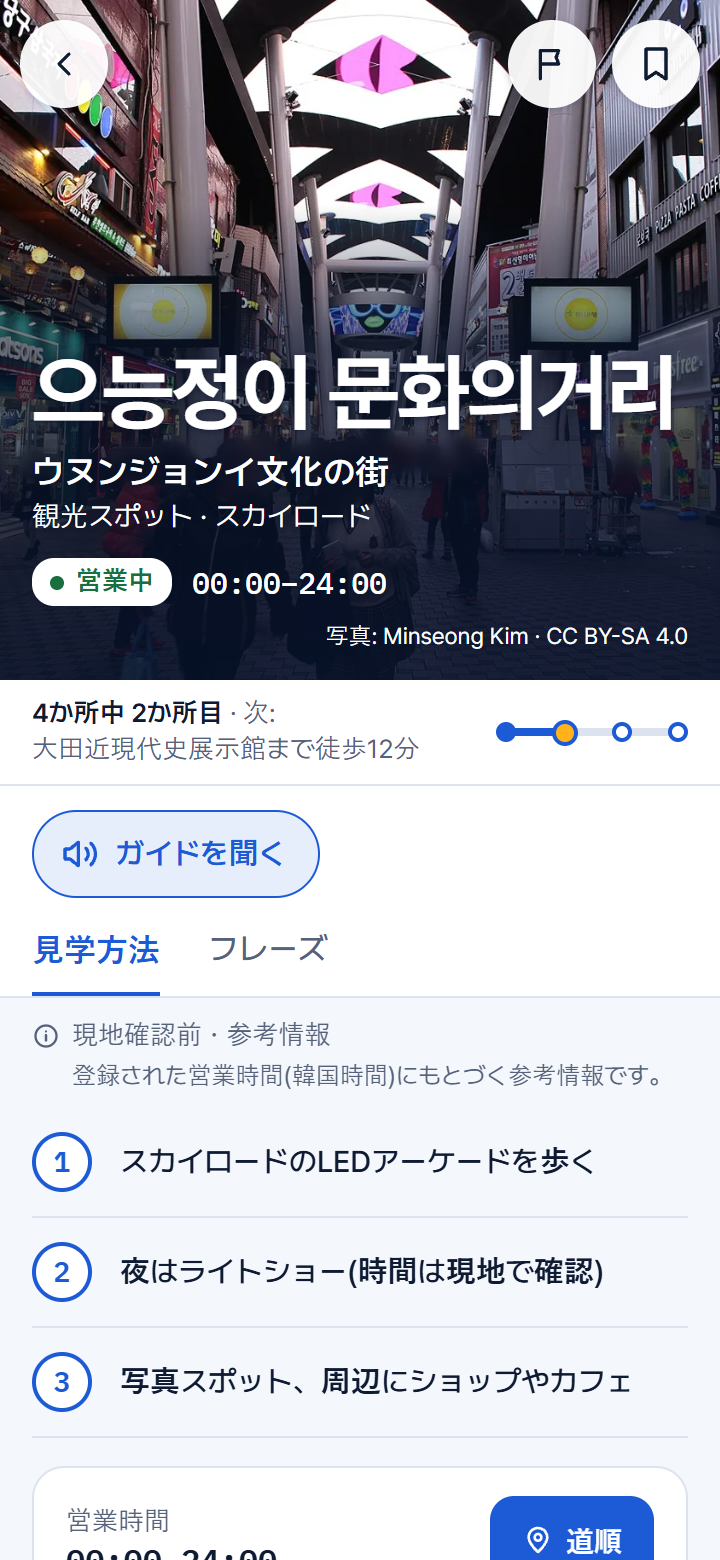 으능정이 문화의거리
ウヌンジョンイ文化の街
観光スポット · スカイロード
営業中 00:00–24:00
写真: Minseong Kim · CC BY-SA 4.0
4か所中 2か所目 · 次:
大田近現代史展示館まで徒歩12分
ガイドを聞く
見学方法 フレーズ
現地確認前 · 参考情報
登録された営業時間(韓国時間)にもとづく参考情報です。
1 スカイロードのLEDアーケードを歩く
2 夜はライトショー(時間は現地で確認)
3 写真スポット、周辺にショップやカフェ
営業時間
道順